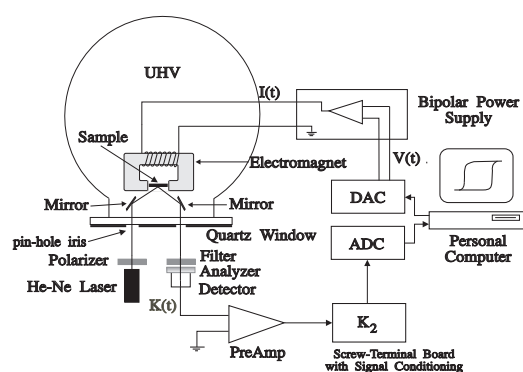 UHV
I(t)
Bipolar Power
Supply
Sample
Electromagnet
V(t)
DAC
Mirror
Mirror
pin-hole iris
Quartz Window
ADC
Personal
Computer
Polarizer
Filter
Analyzer
He-Ne Laser
Detector
K(t)
K2
PreAmp
Screw-Terminal Board
with Signal Conditioning